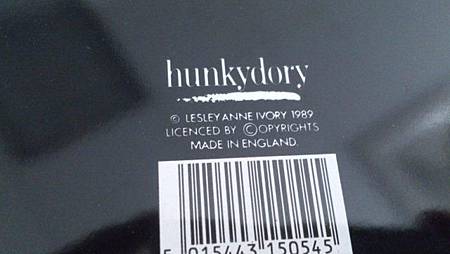 hunkydory
© LESLEY ANNE IVORY 1989
LICENCED BY ©OPYRIGHTS
MADE IN ENGLAND.
5 015443 150545